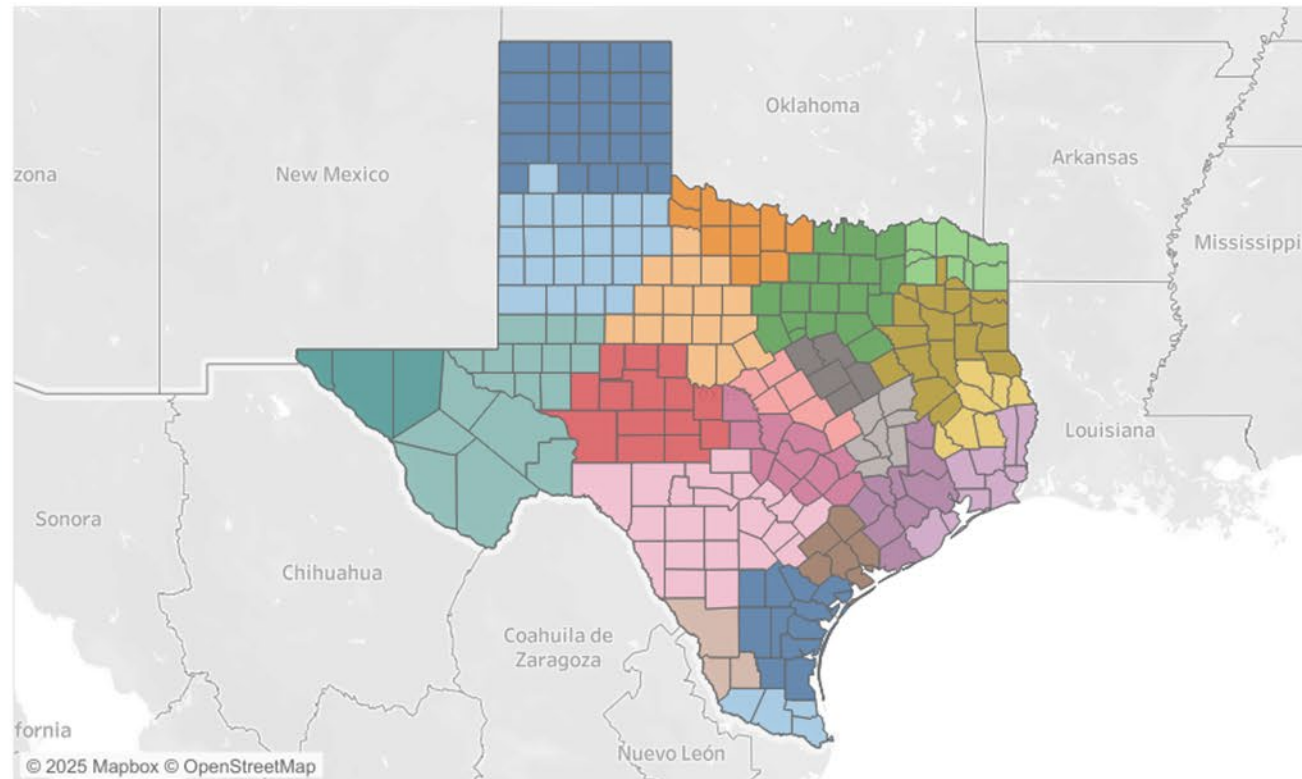 Oklahoma
Arkansas
zona
New Mexico
Mississippi
Louisiana
Sonora
Chihuahua
Coahuila de
Zaragoza
fornia
Nuevo León
© 2025 Mapbox © OpenStreetMap